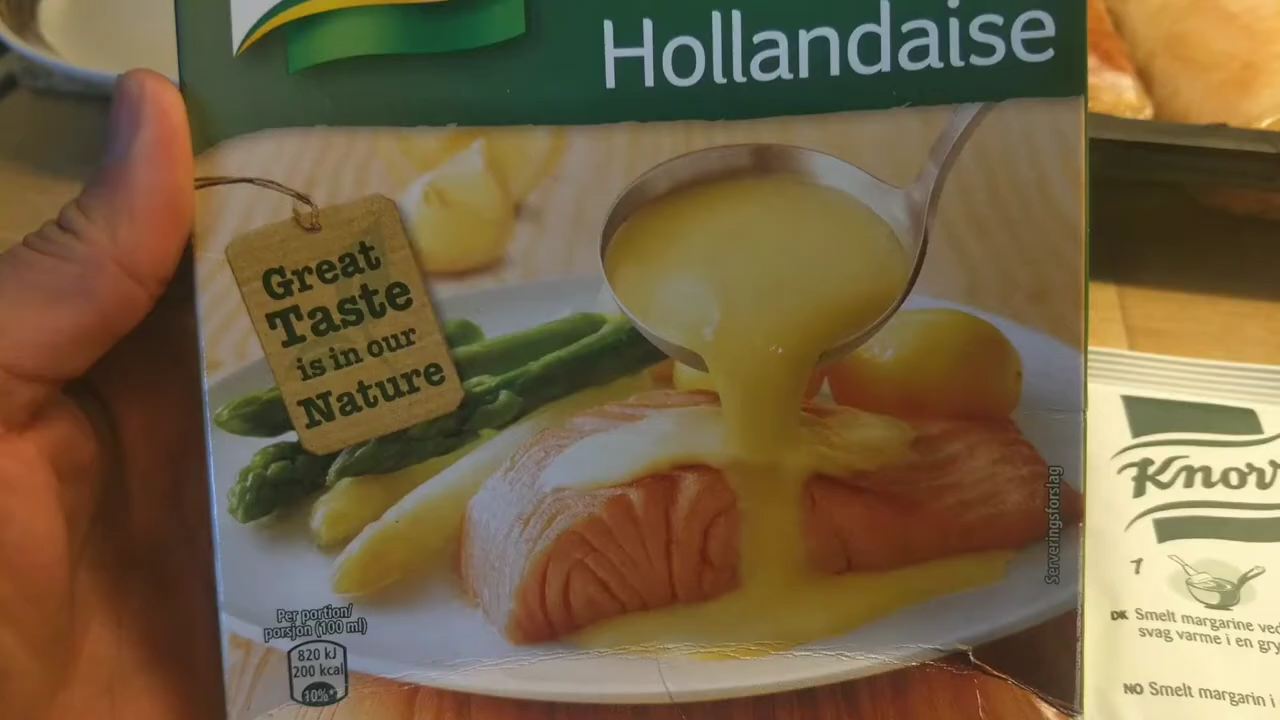 Hollandaise
Great
Taste
is in our
Nature
Serveringsforslag
Per portion/
porsjon (100 ml)
820 kJ
200 kcal
10%*
Knorr
1
DK Smelt margarine ved
svag varme i en
NO Smelt margarin i